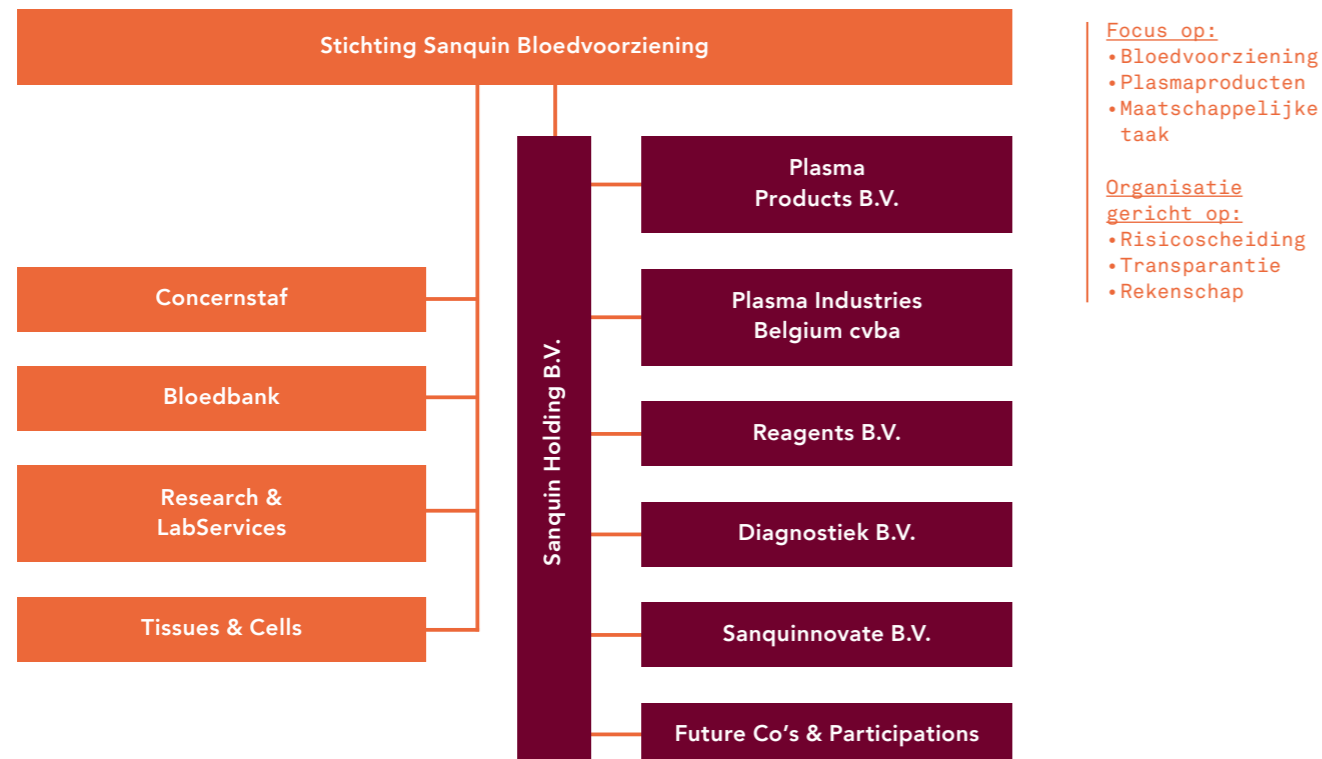 Stichting Sanquin Bloedvoorziening
Concernstaf
Bloedbank
Research &
LabServices
Tissues & Cells
Sanquin Holding B.V.
Plasma
Products B.V.
Plasma Industries
Belgium cvba
Reagents B.V.
Diagnostiek B.V.
Sanquinnovate B.V.
Future Co’s & Participations
Focus op:
•Bloedvoorziening
•Plasmaproducten
•Maatschappelijke
taak
Organisatie
gericht op:
•Risicoscheiding
•Transparantie
•Rekenschap